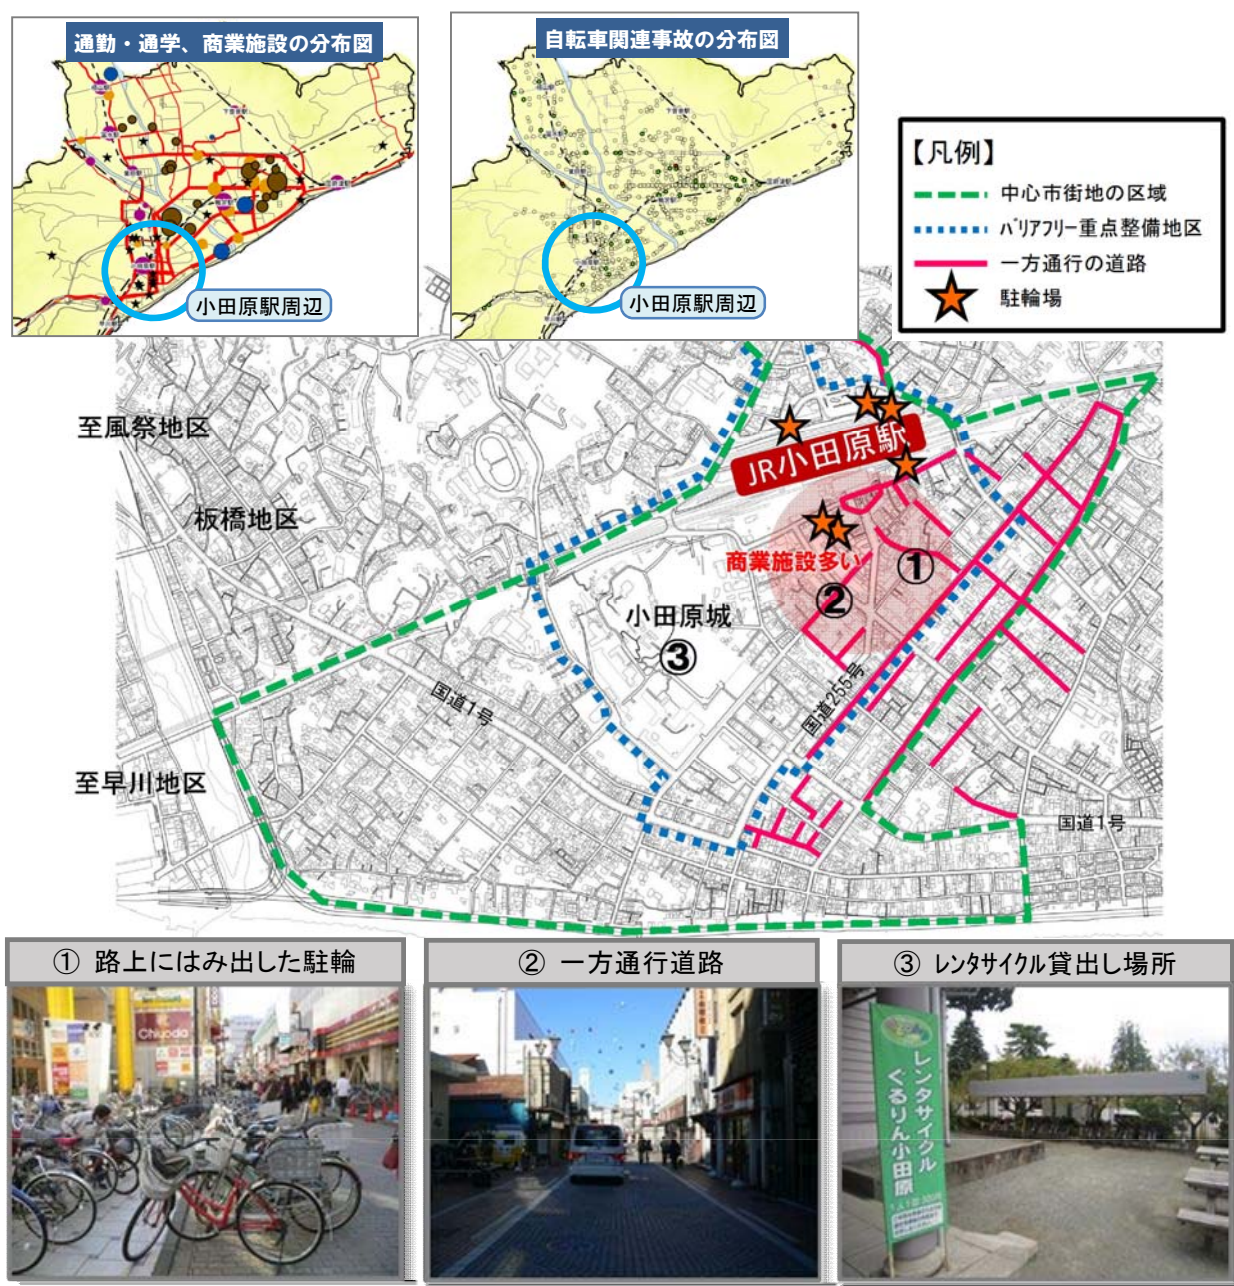 通勤・通学、商業施設の分布図
小田原駅周辺
自転車関連事故の分布図
小田原駅周辺
【凡例】
中心市街地の区域
バリアフリー重点整備地区
一方通行の道路
駐輪場
至風祭地区
板橋地区
至早川地区
JR小田原駅
商業施設多い
①
②
小田原城
③
国道1号
国道255号
国道1号
① 路上にはみ出した駐輪
② 一方通行道路
③ レンタサイクル貸出し場所
Chiyoda
レンタサイクル
ぐるりん小田原